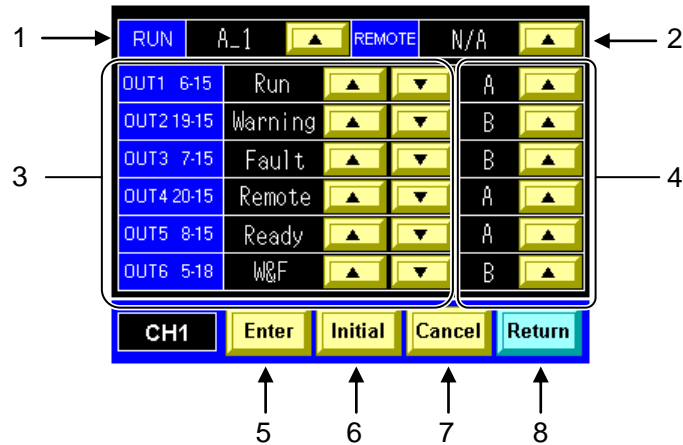 1 RUN A_1 ▲ REMOTE N/A ▲ 2
OUT1 6-15 Run ▲ ▼ A ▲
OUT2 19-15 Warning ▲ ▼ B ▲
OUT3 7-15 Fault ▲ ▼ B ▲
3 4
OUT4 20-15 Remote ▲ ▼ A ▲
OUT5 8-15 Ready ▲ ▼ A ▲
OUT6 5-18 W&F ▲ ▼ B ▲
CH1 Enter Initial Cancel Return
5 6 7 8